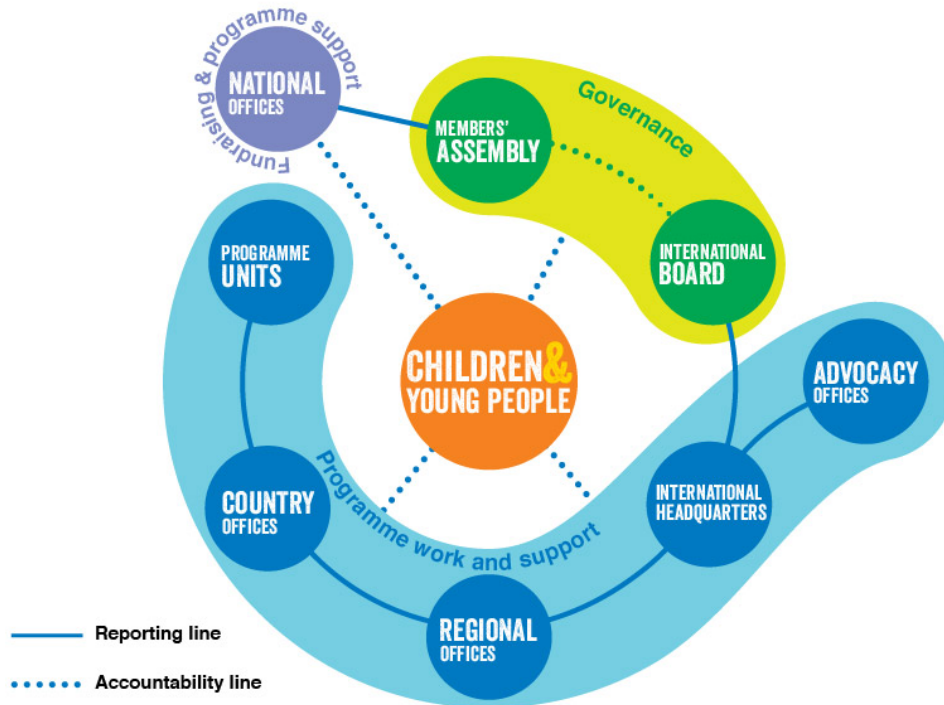 Fundraising & programme support
NATIONAL
OFFICES
MEMBERS'
ASSEMBLY
Governance
PROGRAMME
UNITS
INTERNATIONAL
BOARD
CHILDREN &
YOUNG PEOPLE
ADVOCACY
OFFICES
COUNTRY
OFFICES
Programme work and support
INTERNATIONAL
HEADQUARTERS
REGIONAL
OFFICES
Reporting line
Accountability line